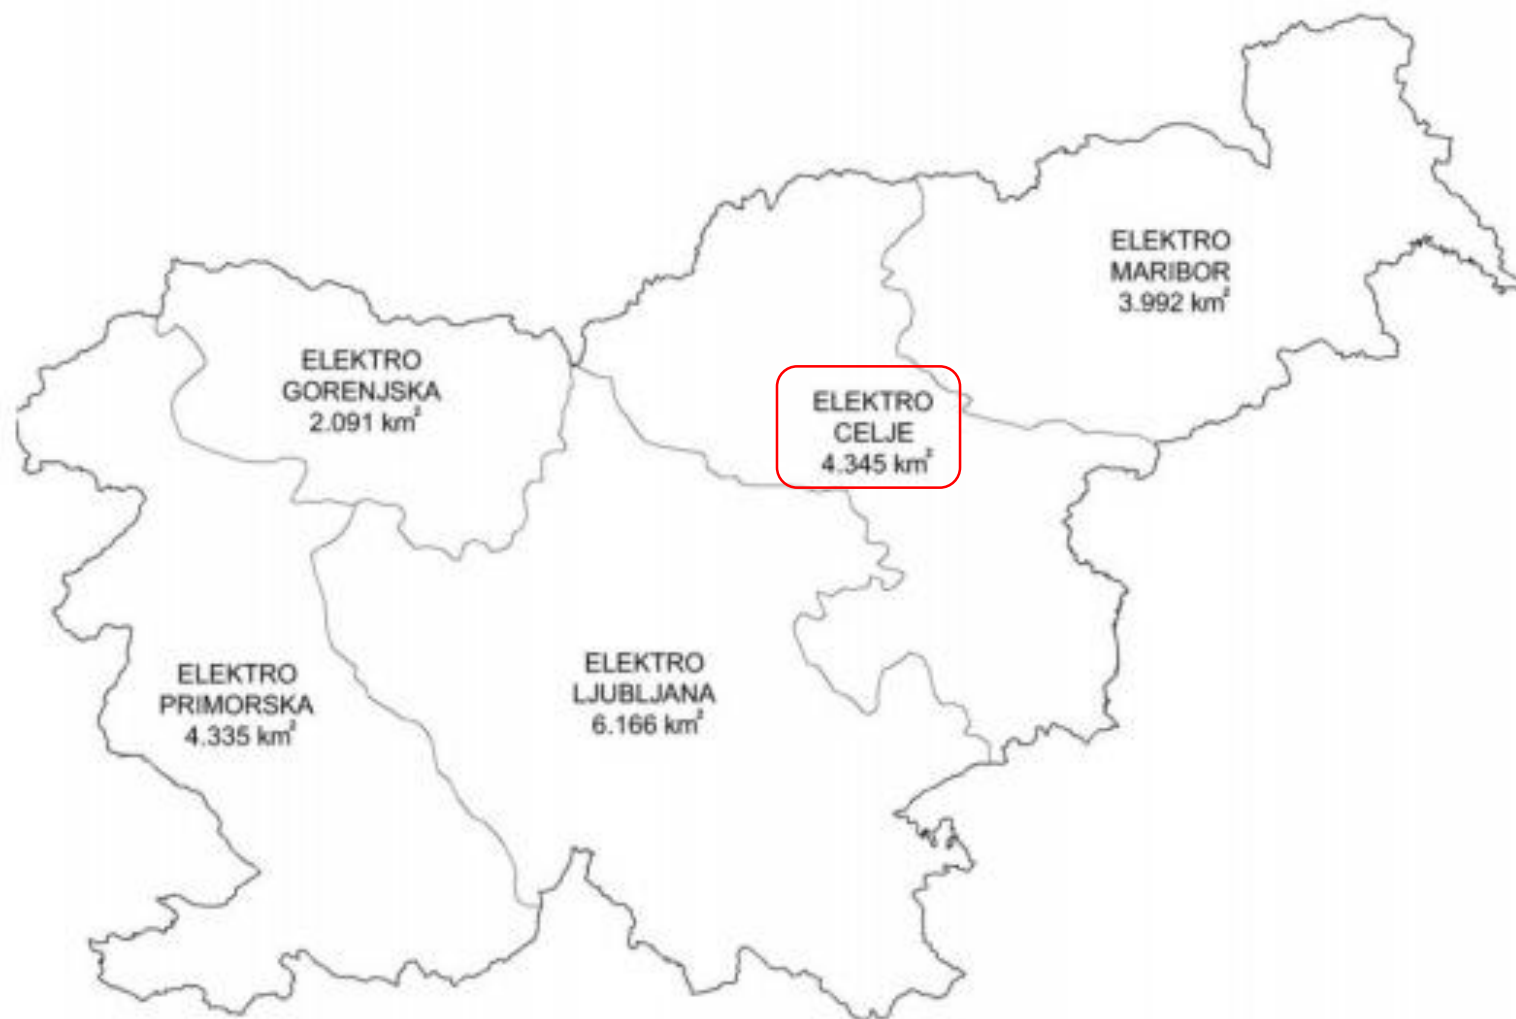 ELEKTRO
MARIBOR
3.992 km²
ELEKTRO
GORENJSKA
2.091 km²
ELEKTRO
CELJE
4.345 km²
ELEKTRO
PRIMORSKA
4.335 km²
ELEKTRO
LJUBLJANA
6.166 km²